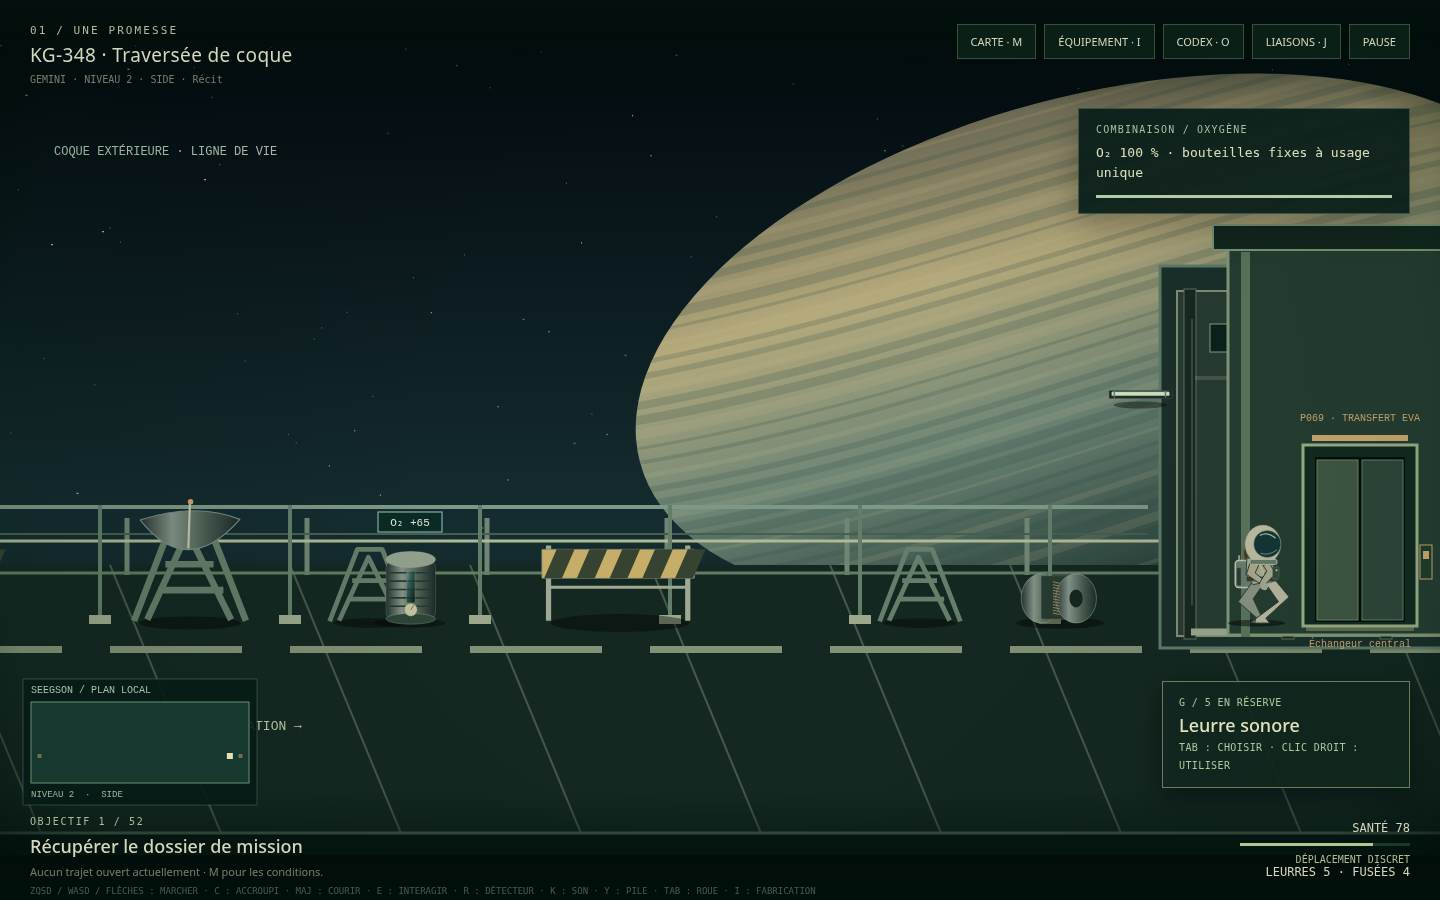 01 / UNE PROMESSE
KG-348 · Traversée de coque
GEMINI · NIVEAU 2 · SIDE · Récit
CARTE · M
ÉQUIPEMENT · I
CODEX · O
LIAISONS · J
PAUSE
COQUE EXTÉRIEURE · LIGNE DE VIE
COMBINAISON / OXYGÈNE
O₂ 100 % · bouteilles fixes à usage
unique
P069 · TRANSFERT EVA
O₂ +65
Échangeur central
SEEGSON / PLAN LOCAL
TION →
NIVEAU 2 · SIDE
G / 5 EN RÉSERVE
Leurre sonore
TAB : CHOISIR · CLIC DROIT :
UTILISER
OBJECTIF 1 / 52
Récupérer le dossier de mission
Aucun trajet ouvert actuellement · M pour les conditions.
ZQSD / WASD / FLÈCHES : MARCHER · C : ACCROUPI · MAJ : COURIR · E : INTERAGIR · R : DÉTECTEUR · K : SON · Y : PILE · TAB : ROUE · I : FABRICATION
SANTÉ 78
DÉPLACEMENT DISCRET
LEURRES 5 · FUSÉES 4